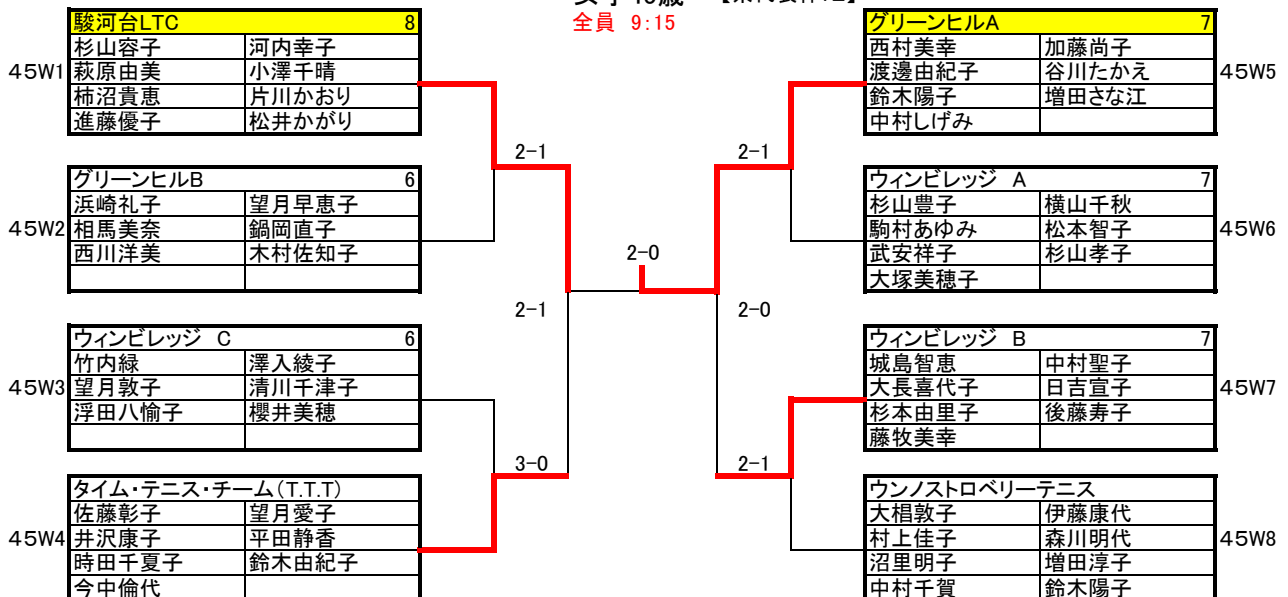 全員 9:15
駿河台LTC 8
杉山容子 河内幸子
45W1 萩原由美 小澤千晴
柿沼貴恵 片川かおり
進藤優子 松井かがり
グリーンヒルB 6
浜崎礼子 望月早恵子
45W2 相馬美奈 鍋岡直子
西川洋美 木村佐知子
ウィンビレッジ C 6
竹内緑 澤入綾子
45W3 望月敦子 清川千津子
浮田八愉子 櫻井美穂
タイム・テニス・チーム(T.T.T)
佐藤彰子 望月愛子
45W4 井沢康子 平田静香
時田千夏子 鈴木由紀子
今中倫代
2-1
2-1
3-0
2-0
2-1
2-0
2-1
グリーンヒルA 7
西村美幸 加藤尚子
渡邊由紀子 谷川たかえ 45W5
鈴木陽子 増田さな江
中村しげみ
ウィンビレッジ A 7
杉山豊子 横山千秋
駒村あゆみ 松本智子 45W6
武安祥子 杉山孝子
大塚美穂子
ウィンビレッジ B 7
城島智恵 中村聖子
大長喜代子 日吉宣子 45W7
杉本由里子 後藤寿子
藤牧美幸
ウンノストロベリーテニス
大椙敦子 伊藤康代
村上佳子 森川明代 45W8
沼里明子 増田淳子
中村千賀 鈴木陽子